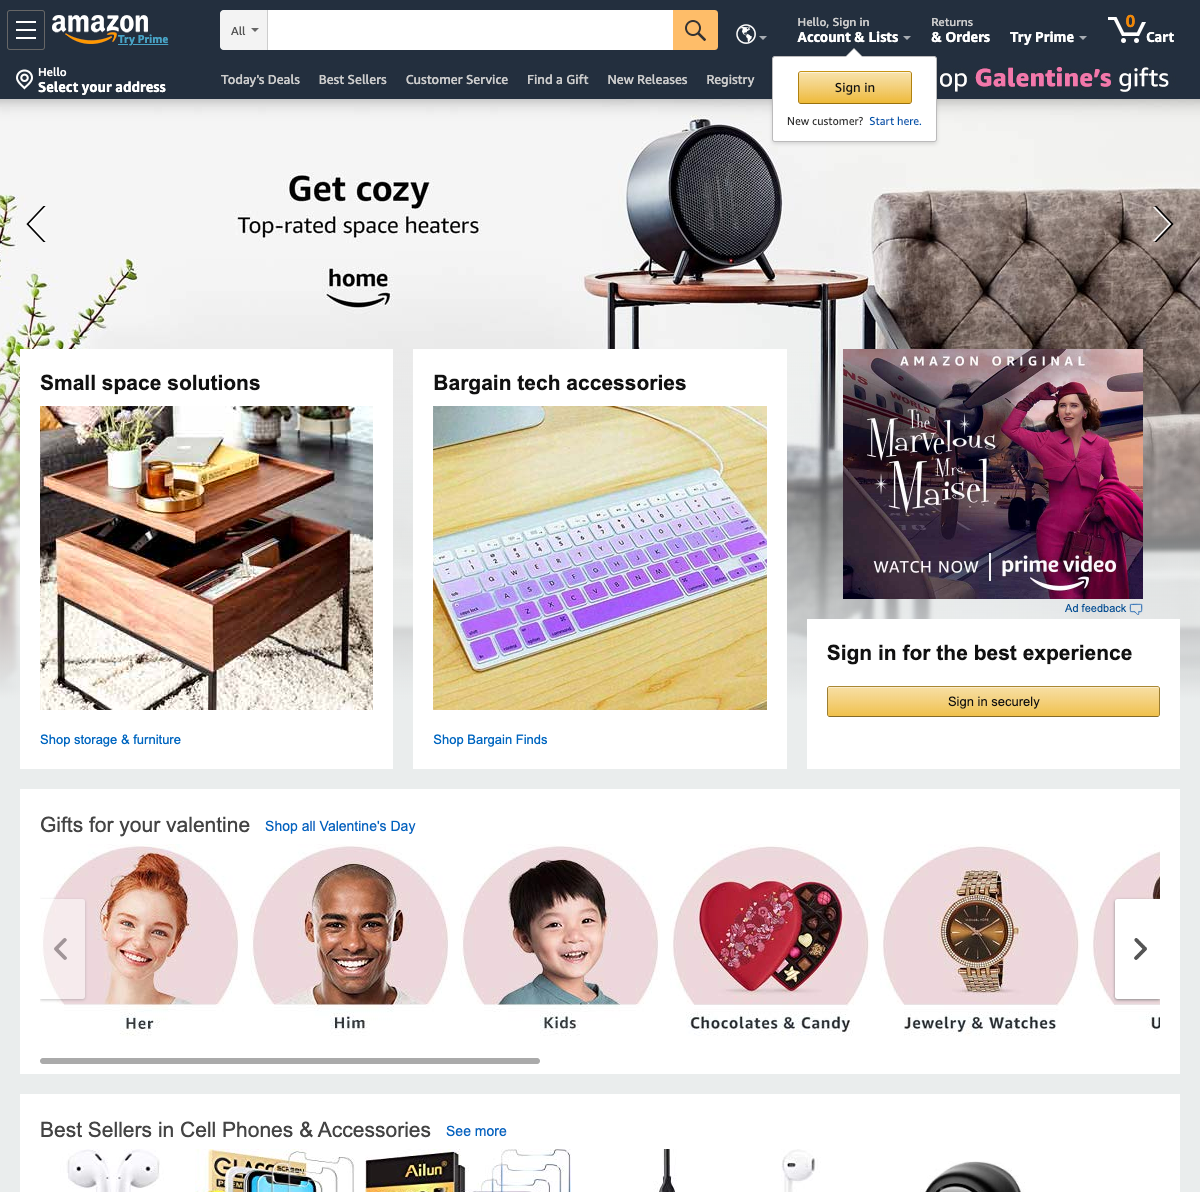 amazon
Try Prime
All
Hello, Sign in
Account & Lists
Returns
& Orders
Try Prime
0
Cart
Hello
Select your address
Today's Deals
Best Sellers
Customer Service
Find a Gift
New Releases
Registry
op Galentine's gifts
Sign in
New customer? Start here.
Get cozy
Top-rated space heaters
home
Small space solutions
Shop storage & furniture
Bargain tech accessories
Shop Bargain Finds
AMAZON ORIGINAL
The
Marvelous
Mrs.
Maisel
WATCH NOW | prime video
Ad feedback
Sign in for the best experience
Sign in securely
Gifts for your valentine Shop all Valentine's Day
Her
Him
Kids
Chocolates & Candy
Jewelry & Watches
U
Best Sellers in Cell Phones & Accessories See more
GLASS
SCREEN
Ailun